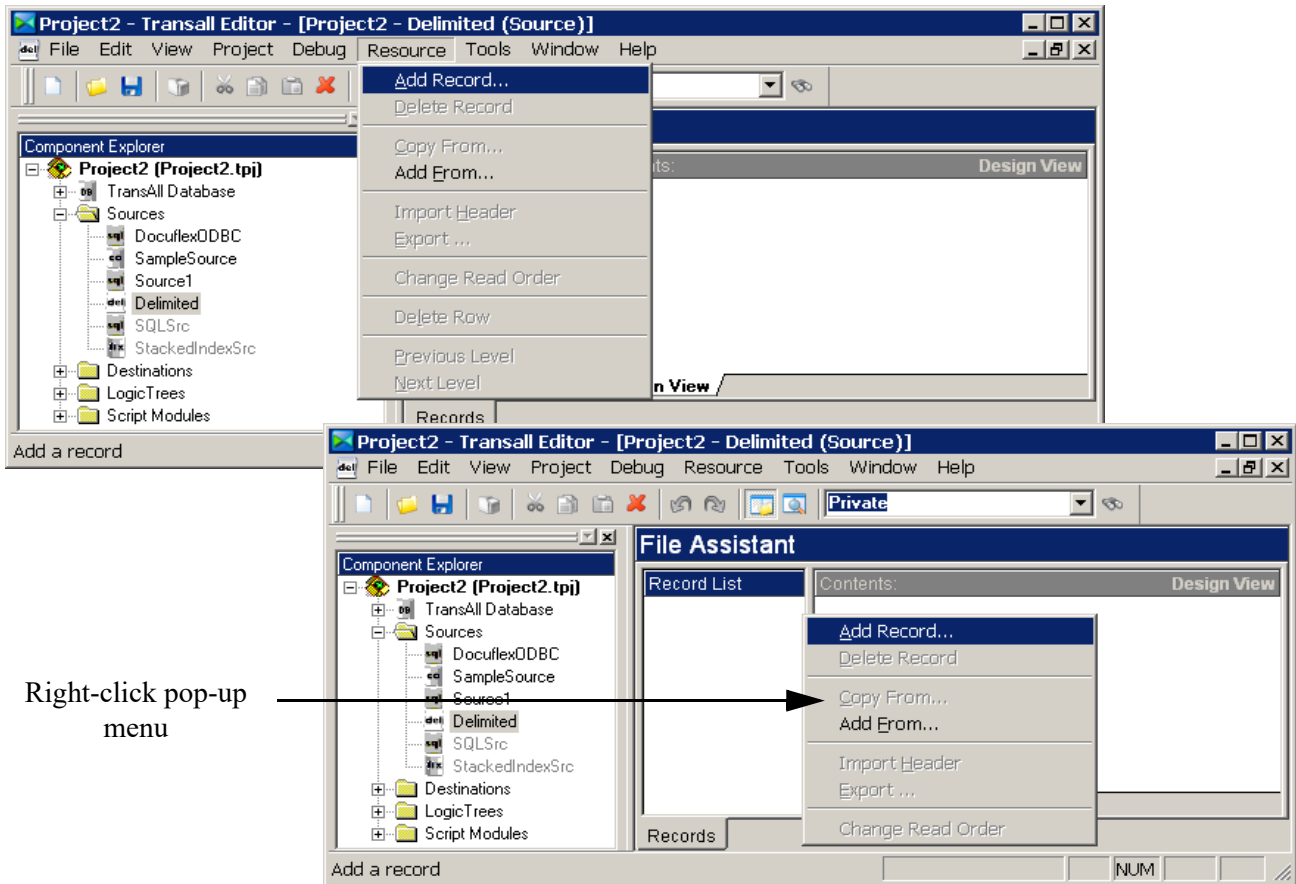 Project2 - Transall Editor - [Project2 - Delimited (Source)]
File Edit View Project Debug Resource Tools Window Help
Component Explorer
Project2 (Project2.tpj)
TransAll Database
Sources
DocuflexODBC
SampleSource
Source1
Delimited
SQLSrc
StackedIndexSrc
Destinations
LogicTrees
Script Modules
Add a record
Add Record...
Delete Record
Copy From...
Add From...
Import Header
Export ...
Change Read Order
Delete Row
Previous Level
Next Level
nts: Design View
n View
Records
Project2 - Transall Editor - [Project2 - Delimited (Source)]
File Edit View Project Debug Resource Tools Window Help
Private
Component Explorer
Project2 (Project2.tpj)
TransAll Database
Sources
DocuflexODBC
SampleSource
Source1
Delimited
SQLSrc
StackedIndexSrc
Destinations
LogicTrees
Script Modules
File Assistant
Record List
Contents: Design View
Add Record...
Delete Record
Copy From...
Add From...
Import Header
Export ...
Change Read Order
Records
Add a record NUM
Right-click pop-up
menu